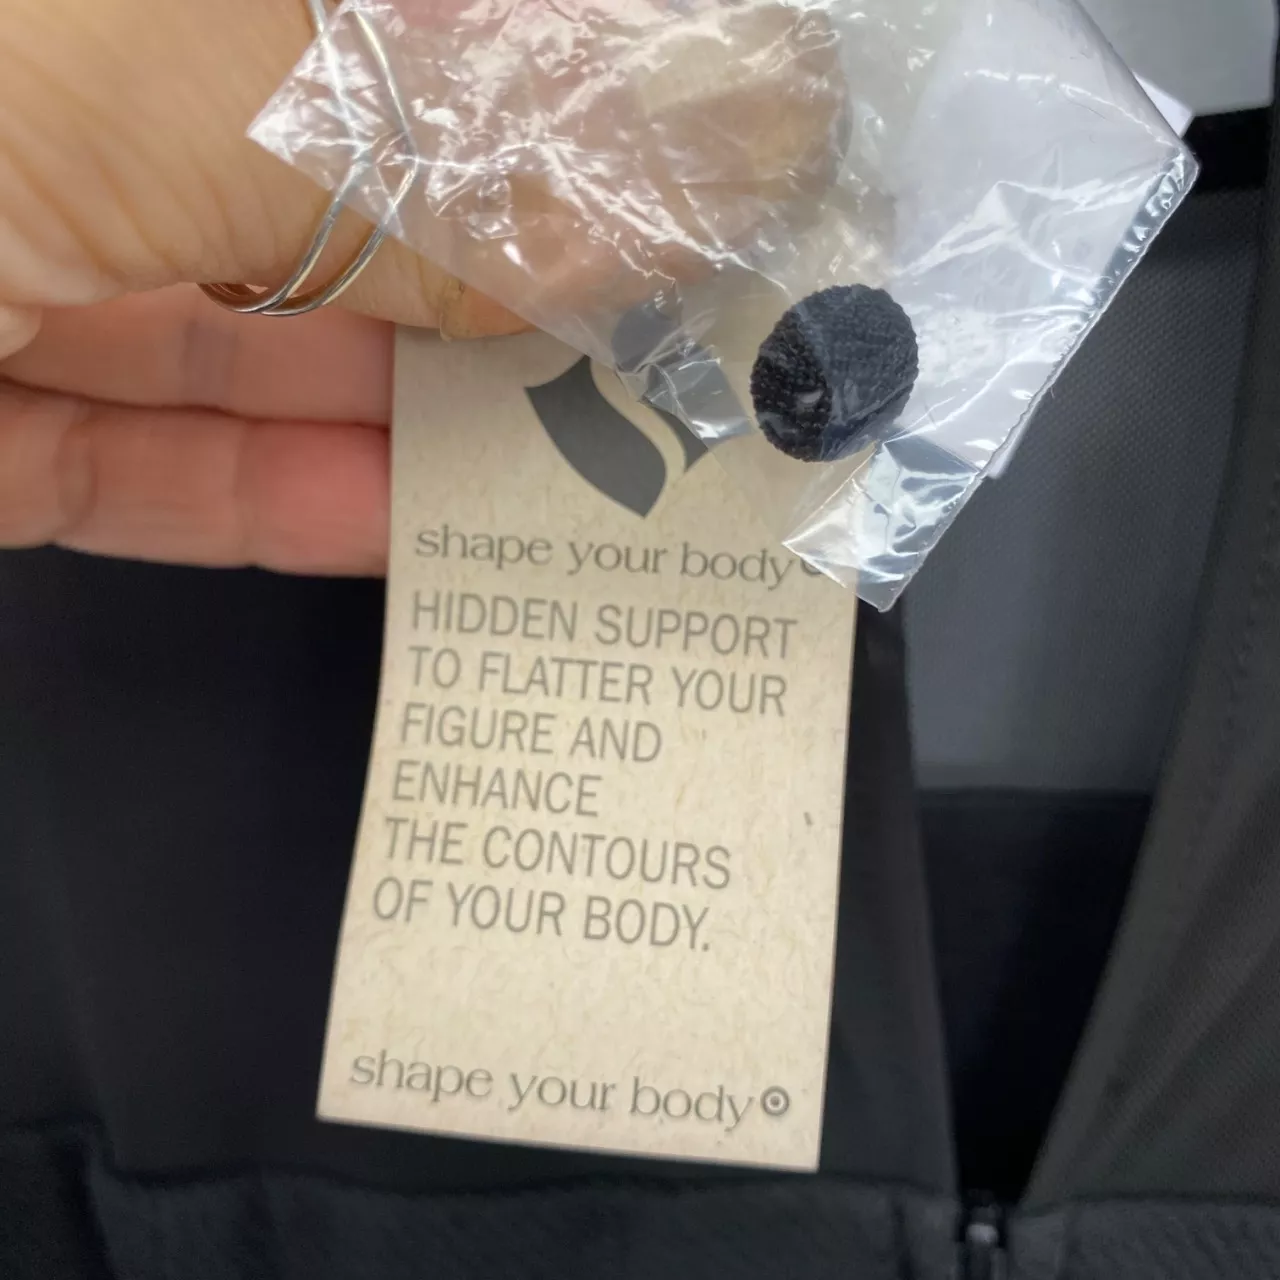 shape your body
HIDDEN SUPPORT
TO FLATTER YOUR
FIGURE AND
ENHANCE
THE CONTOURS
OF YOUR BODY.
shape your body